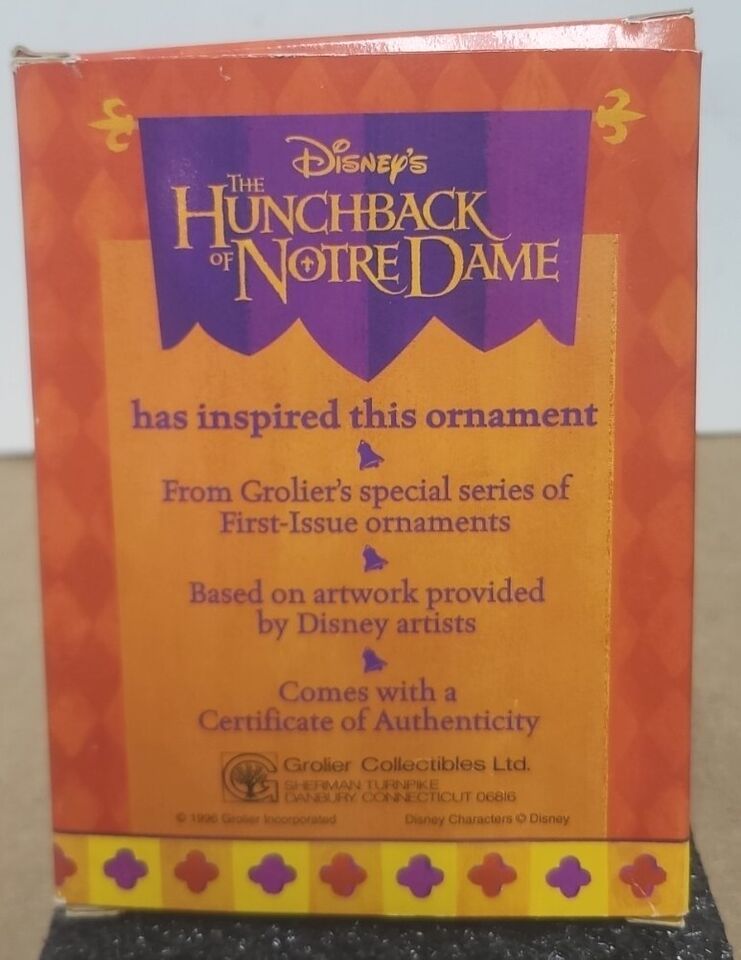 Disney's
THE
HUNCHBACK
OF NOTRE DAME
has inspired this ornament
From Grolier's special series of
First-Issue ornaments
Based on artwork provided
by Disney artists
Comes with a
Certificate of Authenticity
Grolier Collectibles Ltd.
SHERMAN TURNPIKE
DANBURY, CONNECTICUT 06816
© 1996 Grolier Incorporated Disney Characters © Disney